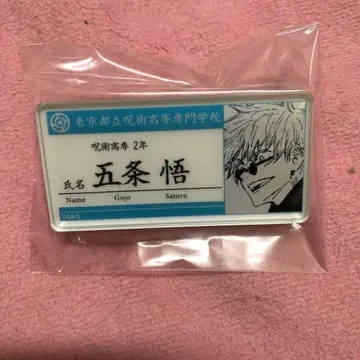 東京都立呪術高等専門学校
呪術高専 2年
氏名 五条 悟
Name Gojo Satoru
©GA/S